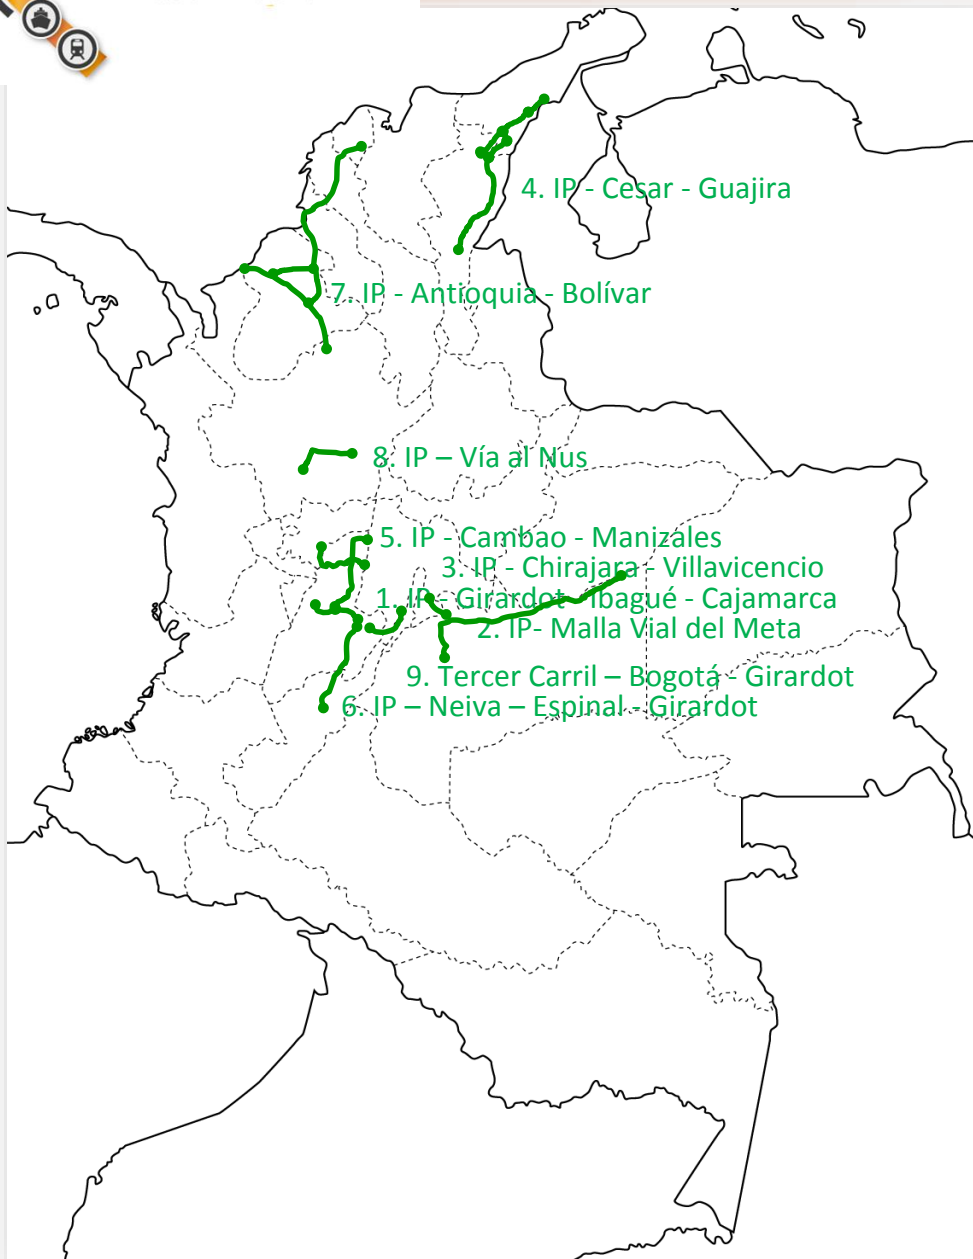 4. IP - Cesar - Guajira
7. IP - Antioquia - Bolívar
8. IP – Vía al Nus
5. IP - Cambao - Manizales
3. IP - Chirajara - Villavicencio
1. IP - Girardot - Ibagué - Cajamarca
2. IP- Malla Vial del Meta
9. Tercer Carril – Bogotá - Girardot
6. IP – Neiva – Espinal - Girardot